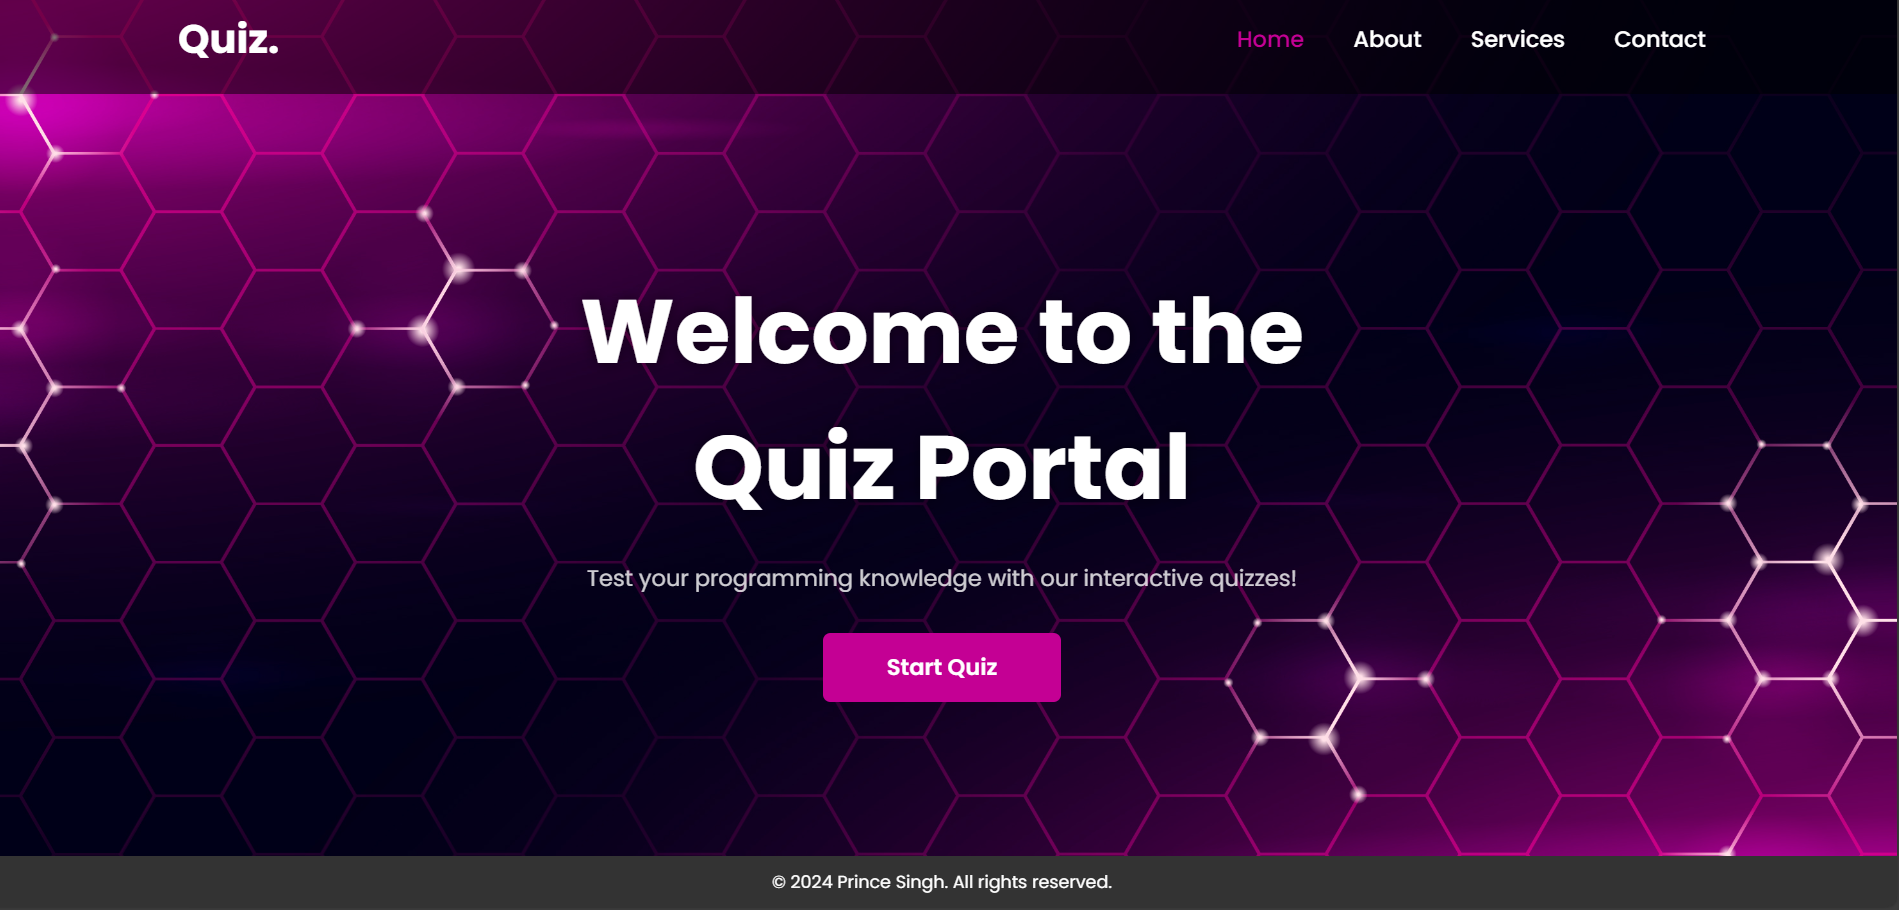 Quiz.
Home About Services Contact
Welcome to the
Quiz Portal
Test your programming knowledge with our interactive quizzes!
Start Quiz
© 2024 Prince Singh. All rights reserved.